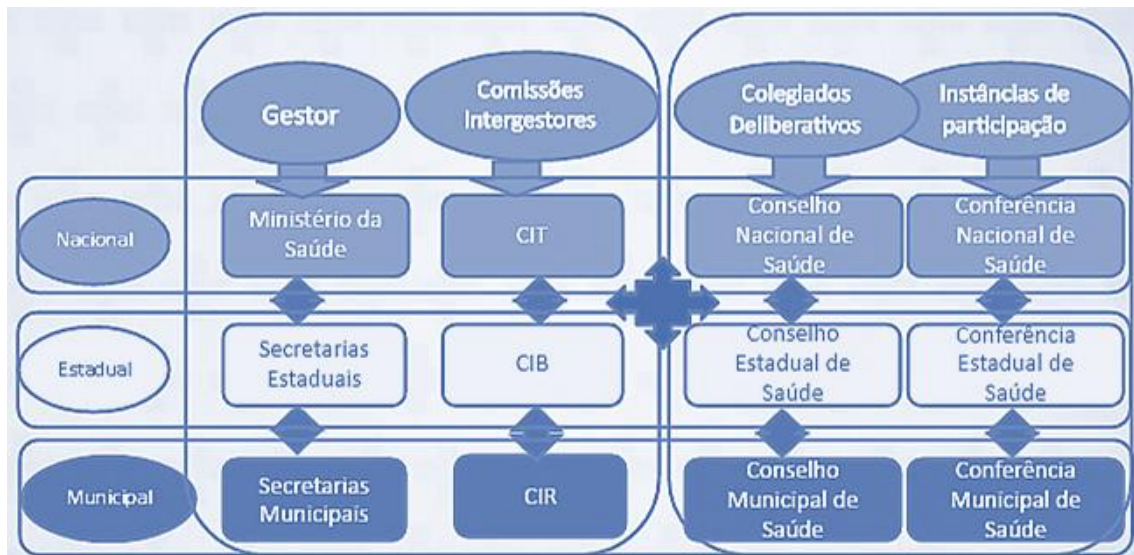 Gestor
Comissões
Intergestores
Colegiados
Deliberativos
Instâncias de
participação
Nacional
Ministério da
Saúde
CIT
Conselho
Nacional de
Saúde
Conferência
Nacional de
Saúde
Estadual
Secretarias
Estaduais
CIB
Conselho
Estadual de
Saúde
Conferência
Estadual de
Saúde
Municipal
Secretarias
Municipais
CIR
Conselho
Municipal de
Saúde
Conferência
Municipal de
Saúde